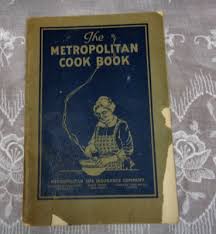 The
METROPOLITAN
COOK BOOK
METROPOLITAN LIFE INSURANCE COMPANY